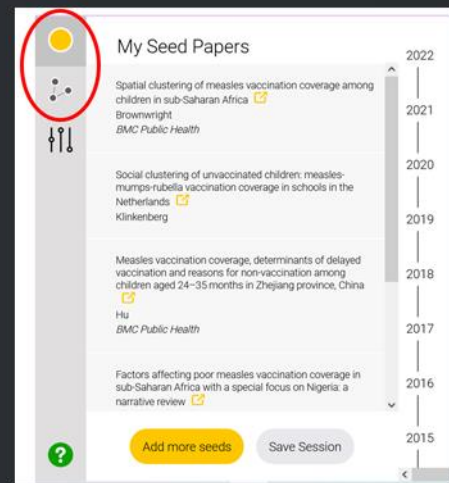 My Seed Papers
Spatial clustering of measles vaccination coverage among
children in sub-Saharan Africa
Brownwright
BMC Public Health
Social clustering of unvaccinated children: measles-
mumps-rubella vaccination coverage in schools in the
Netherlands
Klinkenberg
Measles vaccination coverage, determinants of delayed
vaccination and reasons for non-vaccination among
children aged 24–35 months in Zhejiang province, China
Hu
BMC Public Health
Factors affecting poor measles vaccination coverage in
sub-Saharan Africa with a special focus on Nigeria: a
narrative review
Add more seeds
Save Session
?
2022
2021
2020
2019
2018
2017
2016
2015